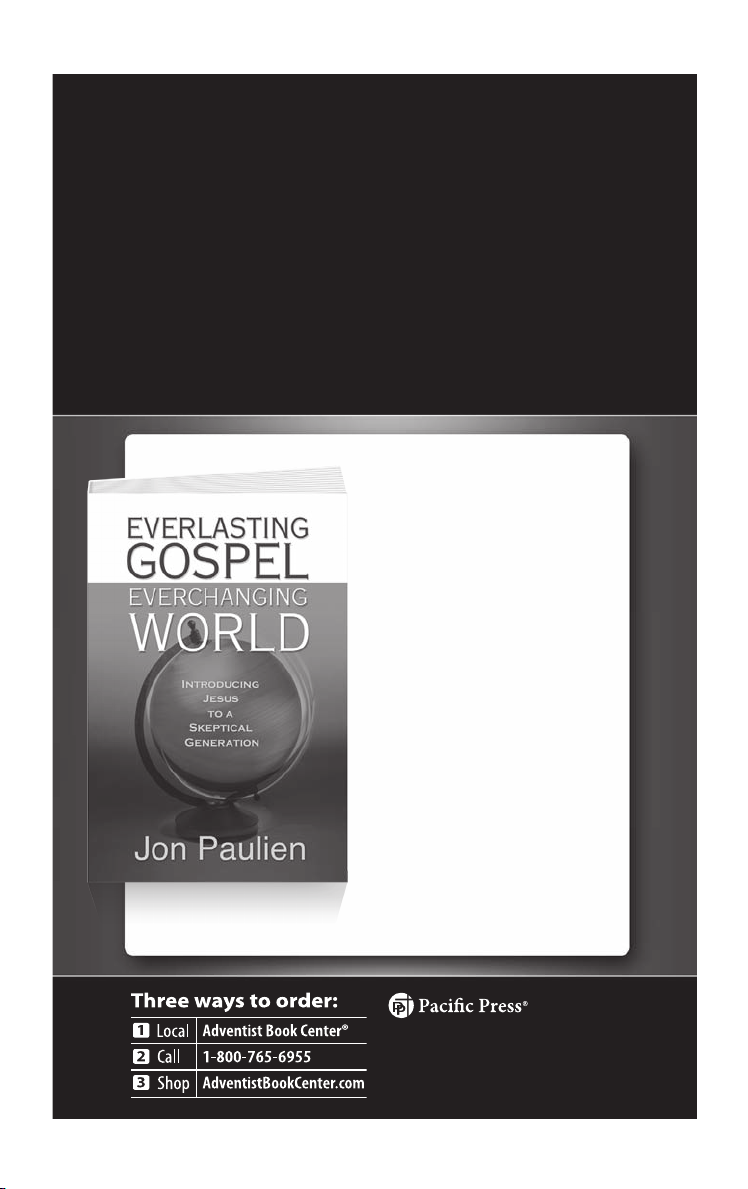 EVERLASTING
GOSPEL
EVERCHANGING
WORLD
INTRODUCING
JESUS
TO A
SKEPTICAL
GENERATION
Jon Paulien
Three ways to order:
1 Local Adventist Book Center®
2 Call 1-800-765-6955
3 Shop AdventistBookCenter.com
Pacific Press®